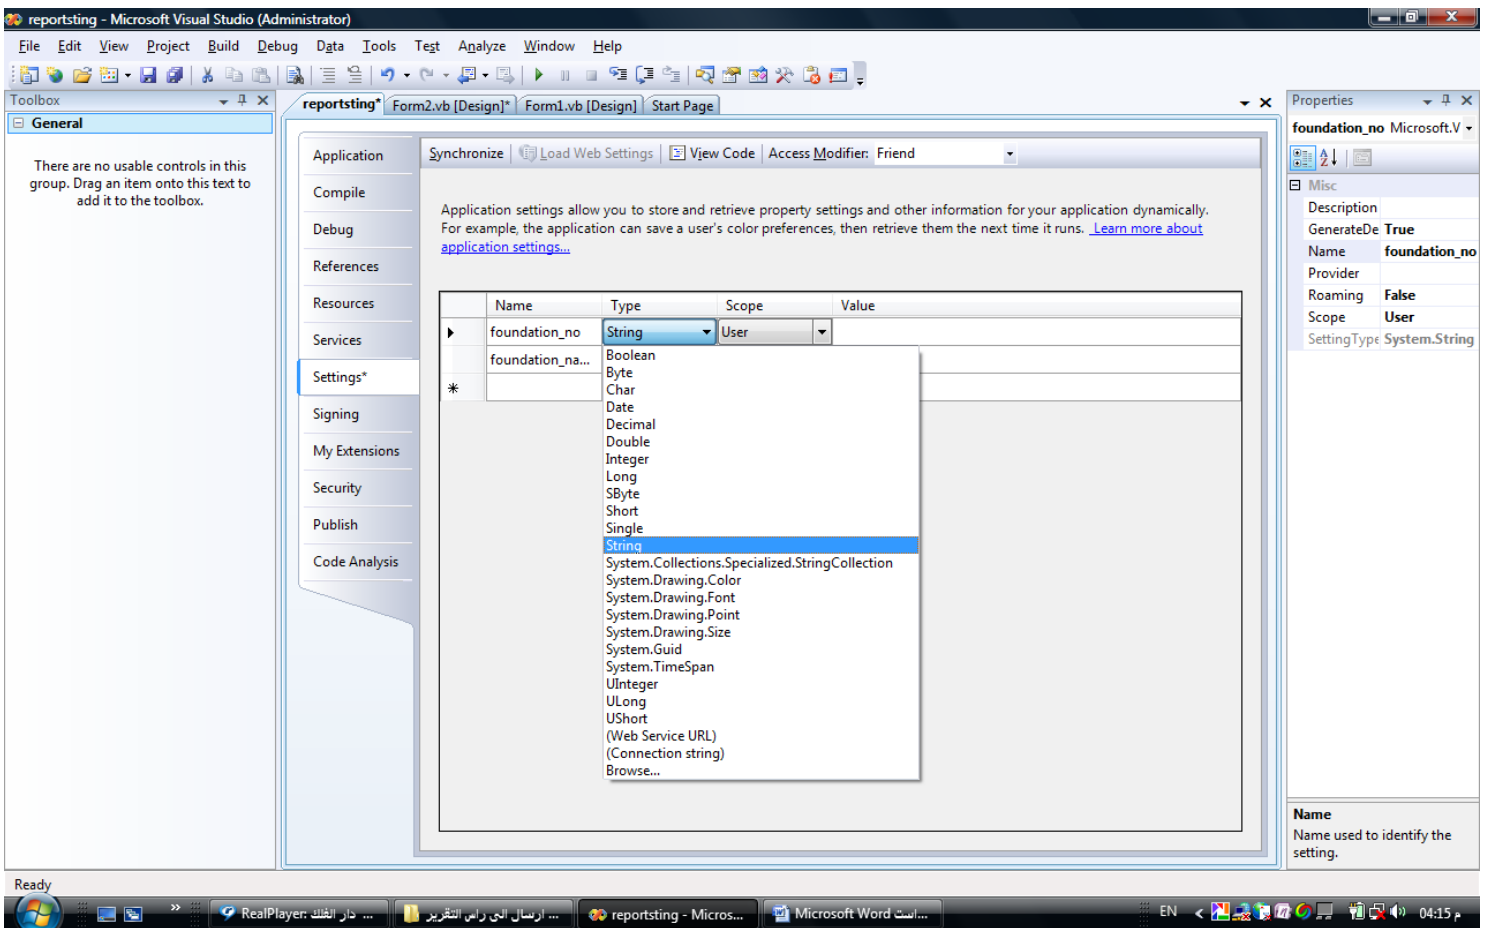 reportsting - Microsoft Visual Studio (Administrator)
File Edit View Project Build Debug Data Tools Test Analyze Window Help
Toolbox
General
There are no usable controls in this
group. Drag an item onto this text to
add it to the toolbox.
reportsting* Form2.vb [Design]* Form1.vb [Design] Start Page
Application
Compile
Debug
References
Resources
Services
Settings*
Signing
My Extensions
Security
Publish
Code Analysis
Synchronize Load Web Settings View Code Access Modifier: Friend
Application settings allow you to store and retrieve property settings and other information for your application dynamically.
For example, the application can save a user's color preferences, then retrieve them the next time it runs. Learn more about
application settings...
Name Type Scope Value
foundation_no String User
foundation_na...
Boolean
Byte
Char
Date
Decimal
Double
Integer
Long
SByte
Short
Single
String
System.Collections.Specialized.StringCollection
System.Drawing.Color
System.Drawing.Font
System.Drawing.Point
System.Drawing.Size
System.Guid
System.TimeSpan
UInteger
ULong
UShort
(Web Service URL)
(Connection string)
Browse...
Properties
foundation_no Microsoft.V
Misc
Description
GenerateDe True
Name foundation_no
Provider
Roaming False
Scope User
SettingType System.String
Name
Name used to identify the
setting.
Ready
RealPlayer: دار الفلك ...
ارسال الى راس التقرير ...
reportsting - Micros...
Microsoft Word است...
EN
04:15 م